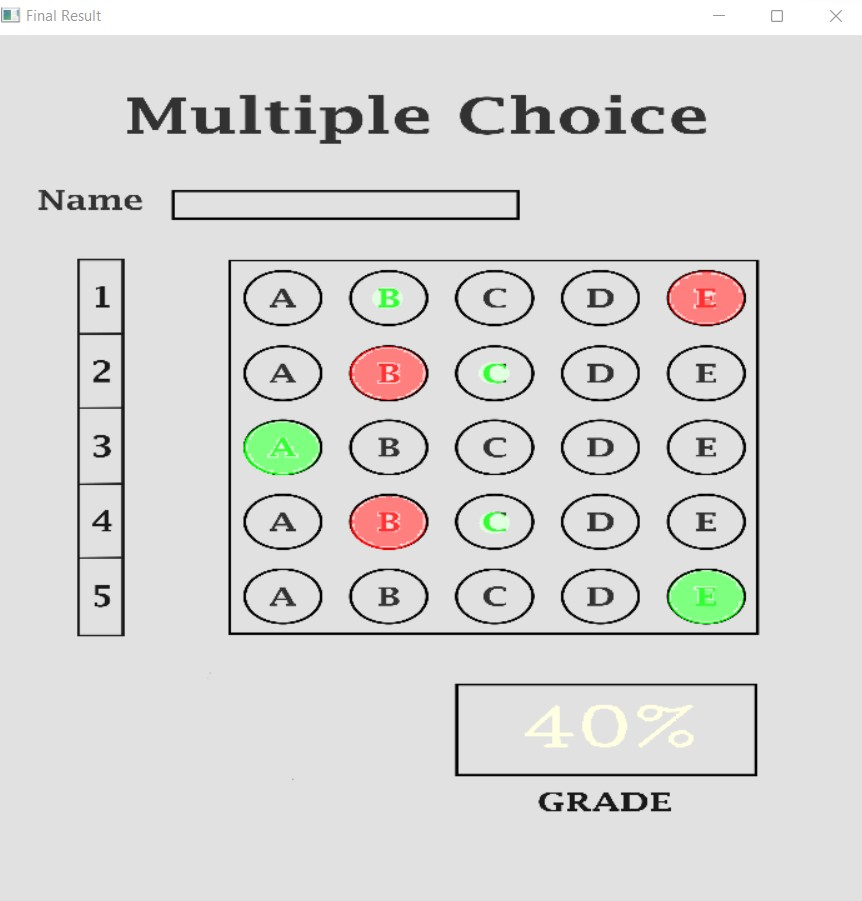 Final Result
Multiple Choice
Name
1 A B C D E
2 A B C D E
3 A B C D E
4 A B C D E
5 A B C D E
40%
GRADE